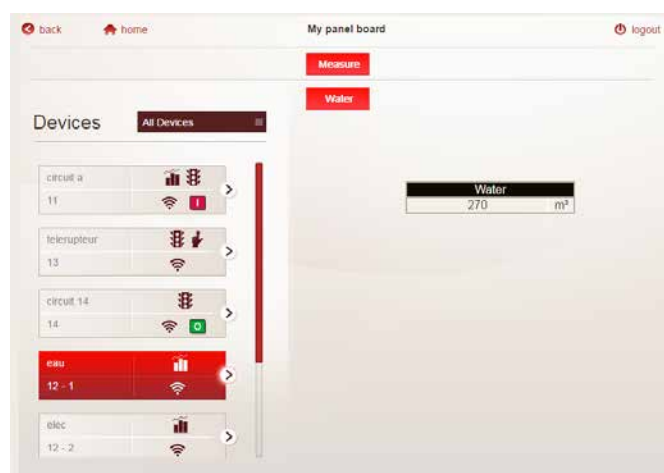 back home My panel board logout
Measure
Water
Devices All Devices
circuit a
11 I
telerupteur
13
circuit 14
14 O
eau
12 - 1
elec
12 - 2
Water
270 m³